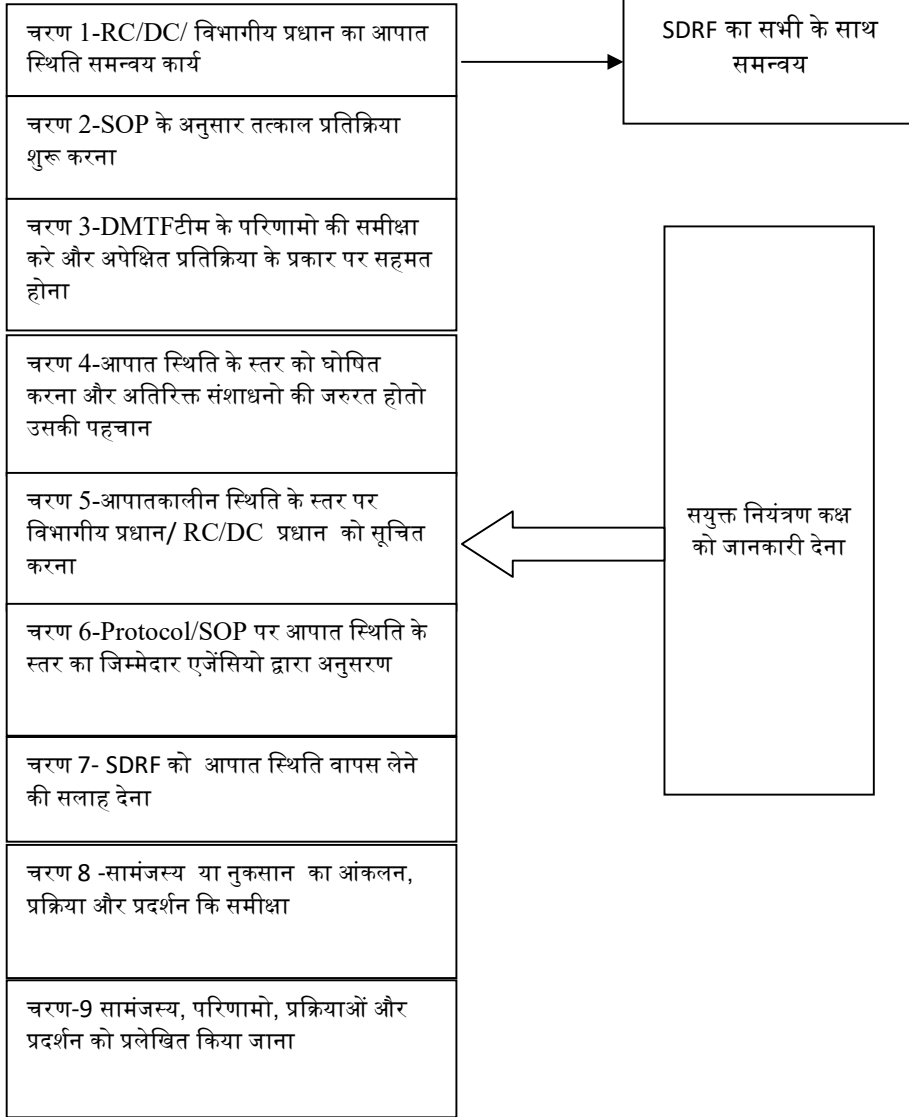 चरण 1-RC/DC/ विभागीय प्रधान का आपात
स्थिति समन्वय कार्य
SDRF का सभी के साथ
समन्वय
चरण 2-SOP के अनुसार तत्काल प्रतिक्रिया
शुरू करना
चरण 3-DMTFटीम के परिणामो की समीक्षा
करे और अपेक्षित प्रतिक्रिया के प्रकार पर सहमत
होना
चरण 4-आपात स्थिति के स्तर को घोषित
करना और अतिरिक्त संशाधनो की जरुरत होतो
उसकी पहचान
चरण 5-आपातकालीन स्थिति के स्तर पर
विभागीय प्रधान/ RC/DC प्रधान को सूचित
करना
सयुक्त नियंत्रण कक्ष
को जानकारी देना
चरण 6-Protocol/SOP पर आपात स्थिति के
स्तर का जिम्मेदार एजेंसियो द्वारा अनुसरण
चरण 7- SDRF को आपात स्थिति वापस लेने
की सलाह देना
चरण 8 -सामंजस्य या नुकसान का आंकलन,
प्रक्रिया और प्रदर्शन कि समीक्षा
चरण-9 सामंजस्य, परिणामो, प्रक्रियाओं और
प्रदर्शन को प्रलेखित किया जाना